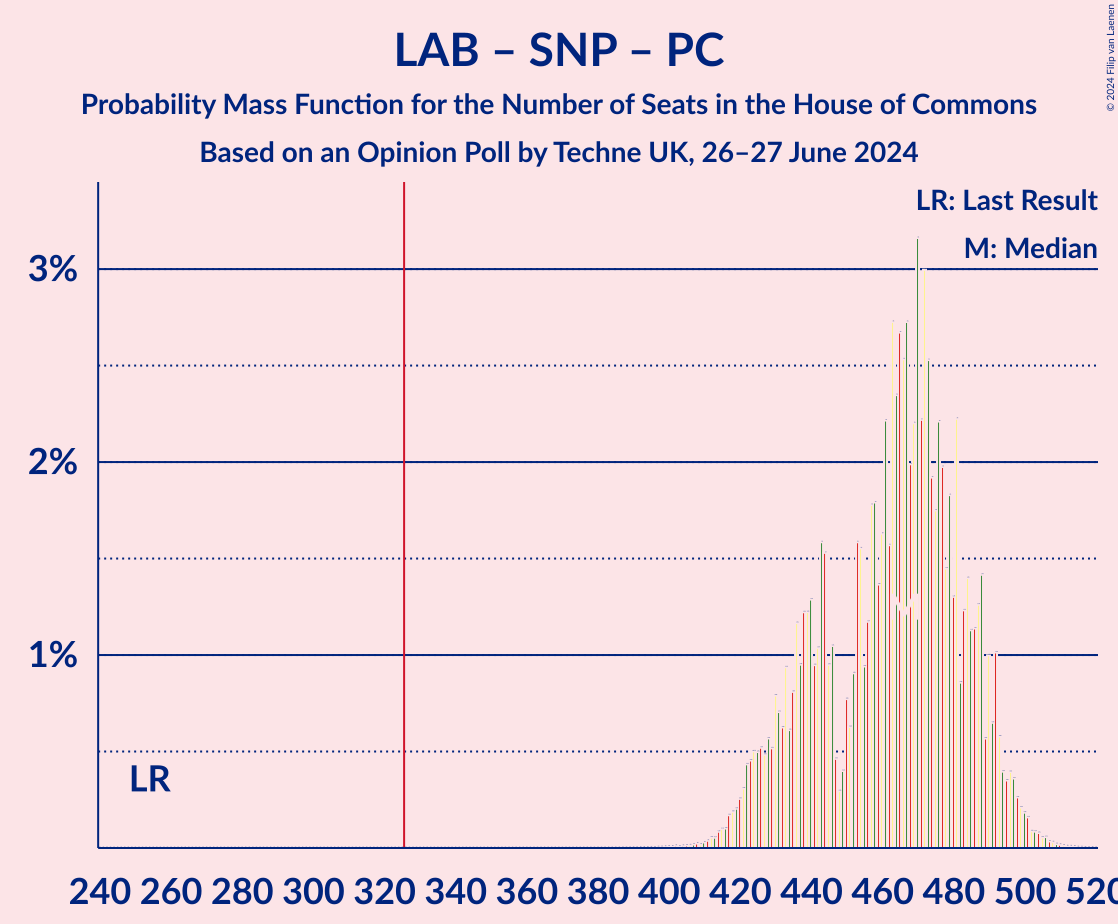 LAB – SNP – PC
Probability Mass Function for the Number of Seats in the House of Commons
Based on an Opinion Poll by Techne UK, 26–27 June 2024
© 2024 Filip van Laenen
LR: Last Result
M: Median
3%
2%
1%
LR
240 260 280 300 320 340 360 380 400 420 440 460 480 500 520